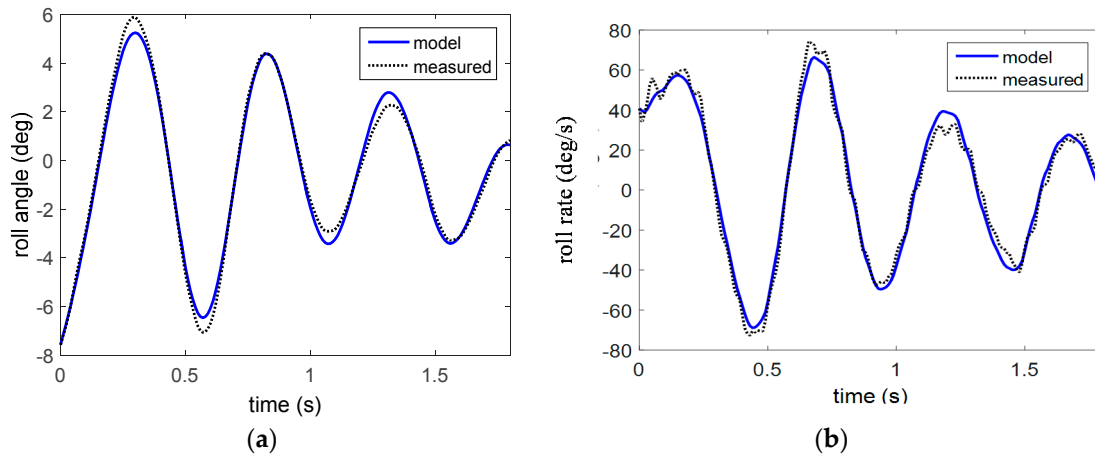 6
4
2
0
-2
-4
-6
-8
roll angle (deg)
model
measured
0
0.5
1
1.5
time (s)
(a)
80
60
40
20
0
-20
-40
-60
-80
roll rate (deg/s)
model
measured
0
0.5
1
1.5
time (s)
(b)